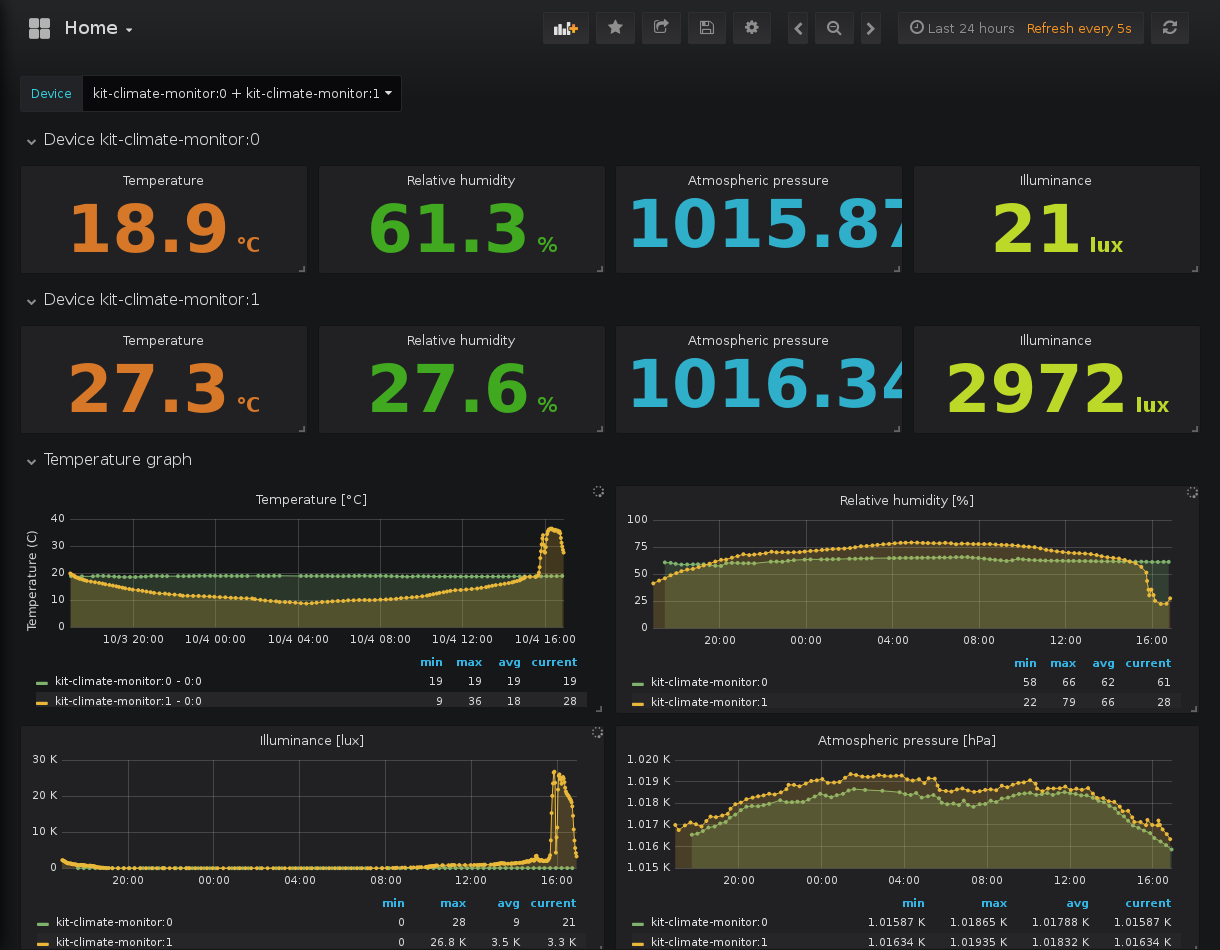 Home
Last 24 hours Refresh every 5s
Device kit-climate-monitor:0 + kit-climate-monitor:1
Device kit-climate-monitor:0
Temperature Relative humidity Atmospheric pressure Illuminance
18.9 °C 61.3 % 1015.87 21 lux
Device kit-climate-monitor:1
Temperature Relative humidity Atmospheric pressure Illuminance
27.3 °C 27.6 % 1016.34 2972 lux
Temperature graph
Temperature [°C]
Temperature (C)
40
30
20
10
0
10/3 20:00 10/4 00:00 10/4 04:00 10/4 08:00 10/4 12:00 10/4 16:00
min max avg current
kit-climate-monitor:0 - 0:0 19 19 19 19
kit-climate-monitor:1 - 0:0 9 36 18 28
Relative humidity [%]
100
75
50
25
0
20:00 00:00 04:00 08:00 12:00 16:00
min max avg current
kit-climate-monitor:0 58 66 62 61
kit-climate-monitor:1 22 79 66 28
Illuminance [lux]
30 K
20 K
10 K
0
20:00 00:00 04:00 08:00 12:00 16:00
min max avg current
kit-climate-monitor:0 0 28 9 21
kit-climate-monitor:1 0 26.8 K 3.5 K 3.3 K
Atmospheric pressure [hPa]
1.020 K
1.019 K
1.018 K
1.017 K
1.016 K
1.015 K
20:00 00:00 04:00 08:00 12:00 16:00
min max avg current
kit-climate-monitor:0 1.01587 K 1.01865 K 1.01788 K 1.01587 K
kit-climate-monitor:1 1.01634 K 1.01935 K 1.01832 K 1.01634 K